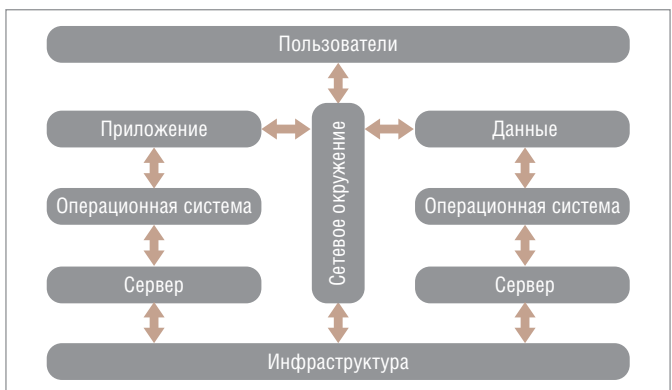 Пользователи
Приложение
Сетевое окружение
Данные
Операционная система
Операционная система
Сервер
Сервер
Инфраструктура